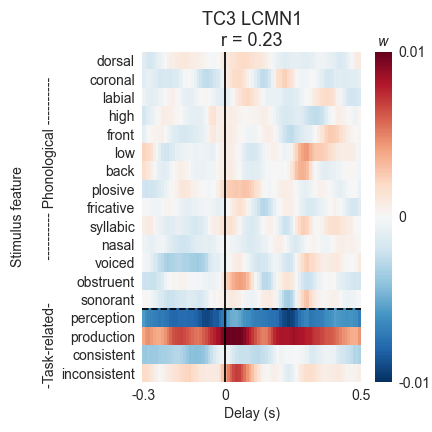 TC3 LCMN1
r = 0.23
w
Stimulus feature
---------- Phonological ----------
-Task-related-
dorsal
coronal
labial
high
front
low
back
plosive
fricative
syllabic
nasal
voiced
obstruent
sonorant
perception
production
consistent
inconsistent
0.01
0
-0.01
-0.3
0
0.5
Delay (s)